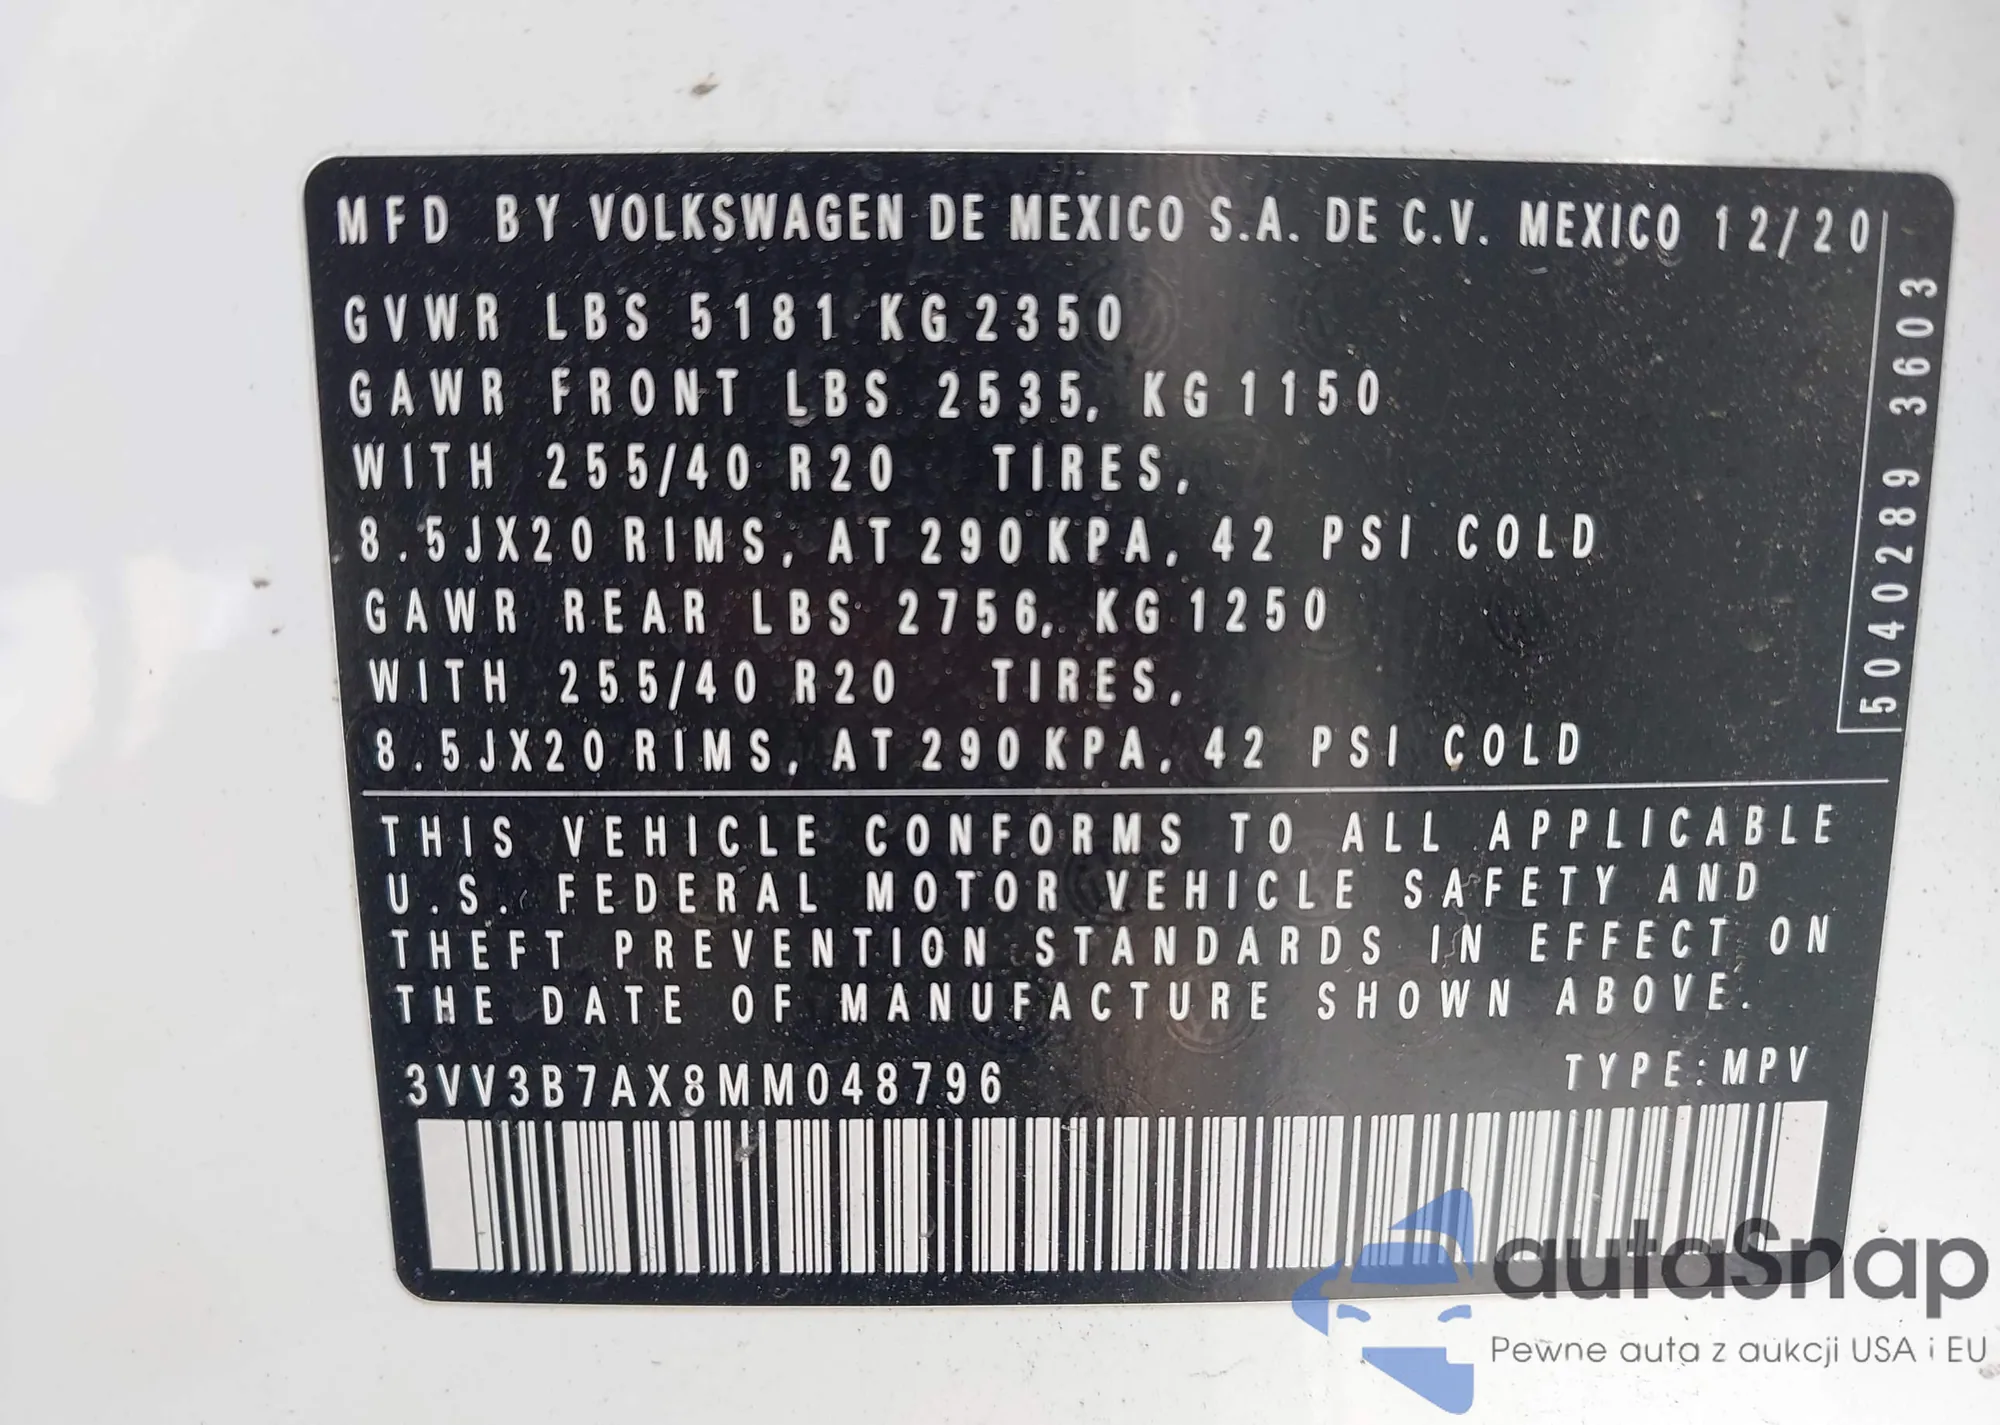 MFD BY VOLKSWAGEN DE MEXICO S.A. DE C.V. MEXICO 12/20
GVWR LBS 5181 KG 2350
GAWR FRONT LBS 2535, KG 1150
WITH 255/40 R20 TIRES,
8.5JX20 RIMS, AT 290 KPA, 42 PSI COLD
GAWR REAR LBS 2756, KG 1250
WITH 255/40 R20 TIRES,
8.5JX20 RIMS, AT 290 KPA, 42 PSI COLD
5040289 3603
THIS VEHICLE CONFORMS TO ALL APPLICABLE
U.S. FEDERAL MOTOR VEHICLE SAFETY AND
THEFT PREVENTION STANDARDS IN EFFECT ON
THE DATE OF MANUFACTURE SHOWN ABOVE.
3VV3B7AX8MM048796 TYPE: MPV
autaSnap
Pewne auta z aukcji USA i EU